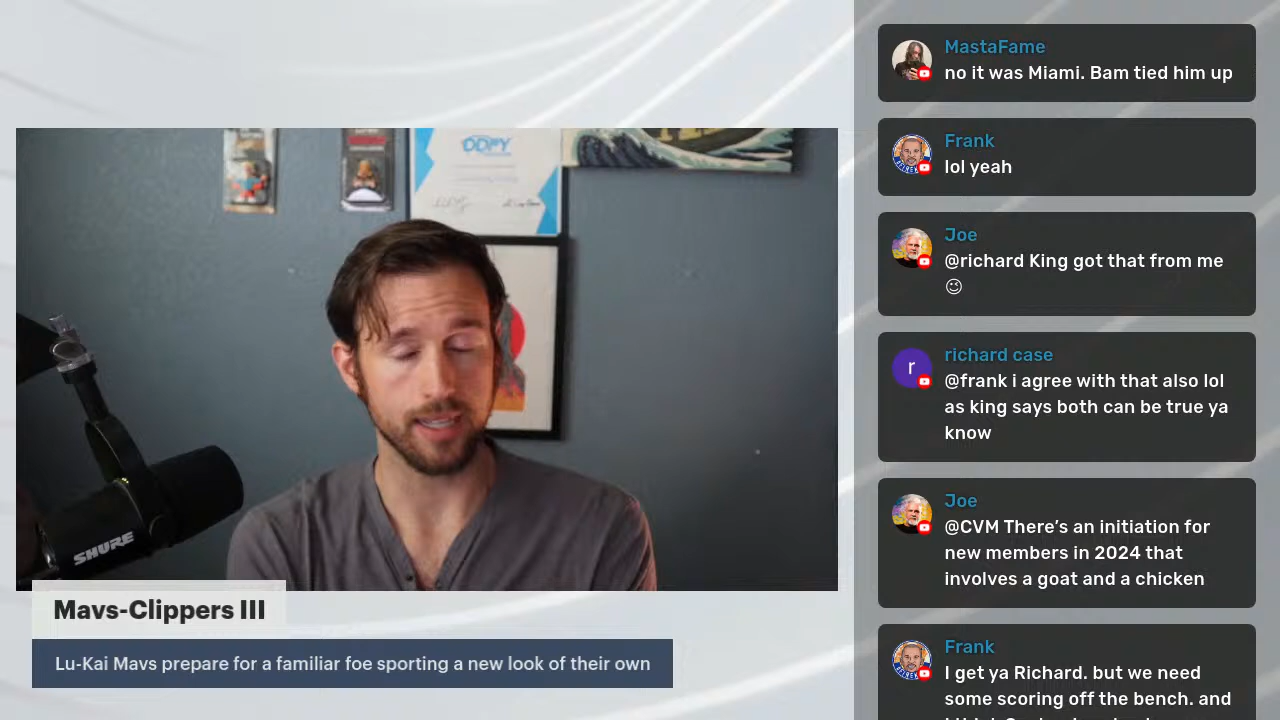 MastaFame
no it was Miami. Bam tied him up
Frank
lol yeah
Joe
@richard King got that from me
😉
r
richard case
@frank i agree with that also lol
as king says both can be true ya
know
Joe
@CVM There’s an initiation for
new members in 2024 that
involves a goat and a chicken
Frank
I get ya Richard. but we need
some scoring off the bench. and
SHURE
Mavs-Clippers III
Lu-Kai Mavs prepare for a familiar foe sporting a new look of their own